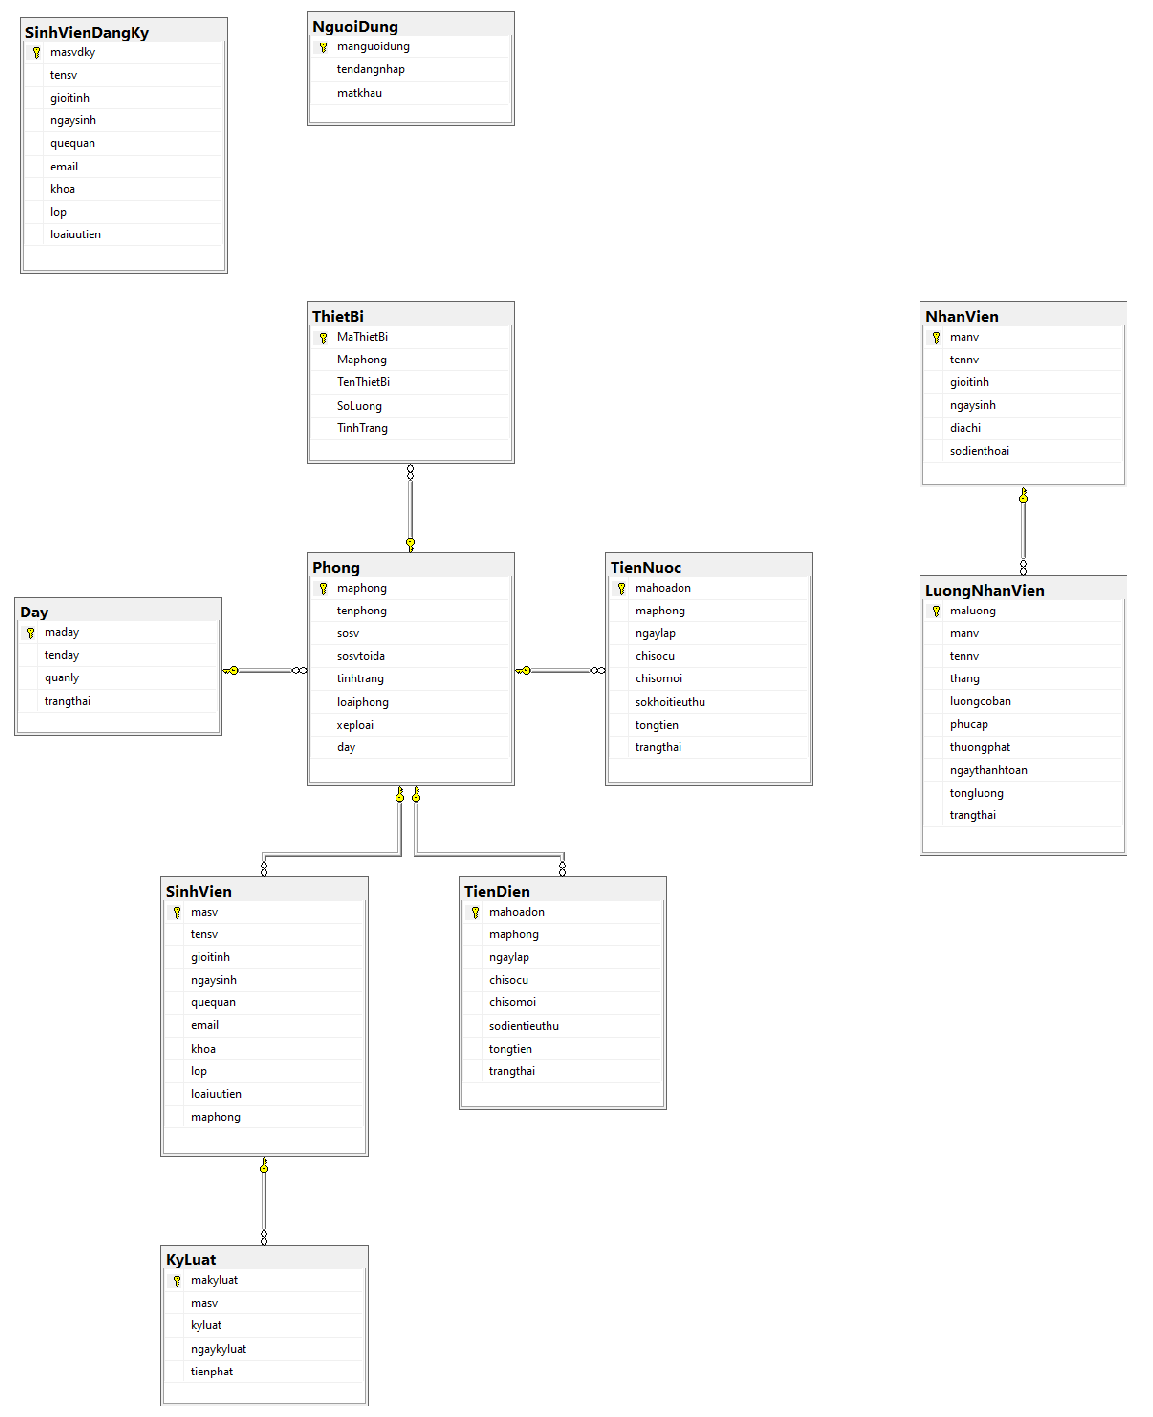 SinhVienDangKy
masvdky
tensv
gioitinh
ngaysinh
quequan
email
khoa
lop
loaiuutien
NguoiDung
manguoidung
tendangnhap
matkhau
ThietBi
MaThietBi
Maphong
TenThietBi
SoLuong
TinhTrang
NhanVien
manv
tennv
gioitinh
ngaysinh
diachi
sodienthoai
Phong
maphong
tenphong
sosv
sosvtoida
tinhtrang
loaiphong
xeploai
day
TienNuoc
mahoadon
maphong
ngaylap
chisocu
chisomoi
sokhoitieuthu
tongtien
trangthai
LuongNhanVien
maluong
manv
tennv
thang
luongcoban
phucap
thuongphat
ngaythanhtoan
tongluong
trangthai
Day
maday
tenday
quanly
trangthai
SinhVien
masv
tensv
gioitinh
ngaysinh
quequan
email
khoa
lop
loaiuutien
maphong
TienDien
mahoadon
maphong
ngaylap
chisocu
chisomoi
sodientieuthu
tongtien
trangthai
KyLuat
makyluat
masv
kyluat
ngaykyluat
tienphat